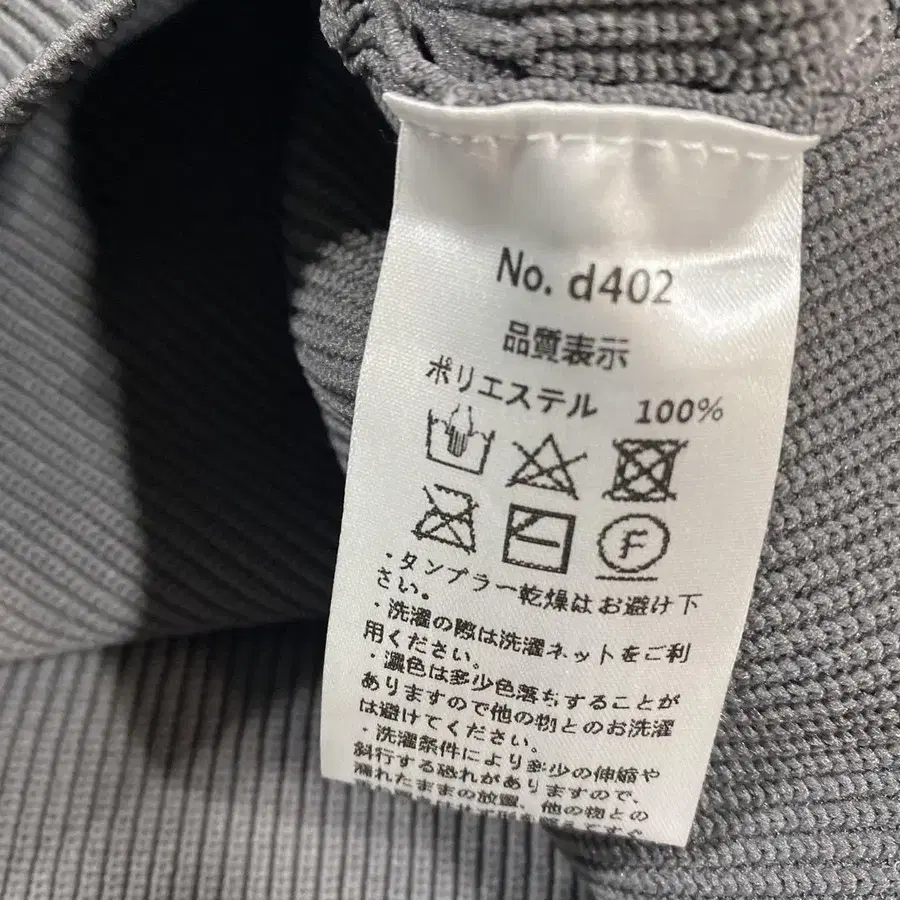 No. d402
品質表示
ポリエステル 100%
F
・タンブラー乾燥はお避け下
さい。
・洗濯の際は洗濯ネットをご利
用ください。
・濃色は多少色落ちすることが
ありますので他の物とのお洗濯
は避けてください。
・洗濯条件により多少の伸縮や
斜行する恐れがありますので、
濡れたままの放置、他の物との